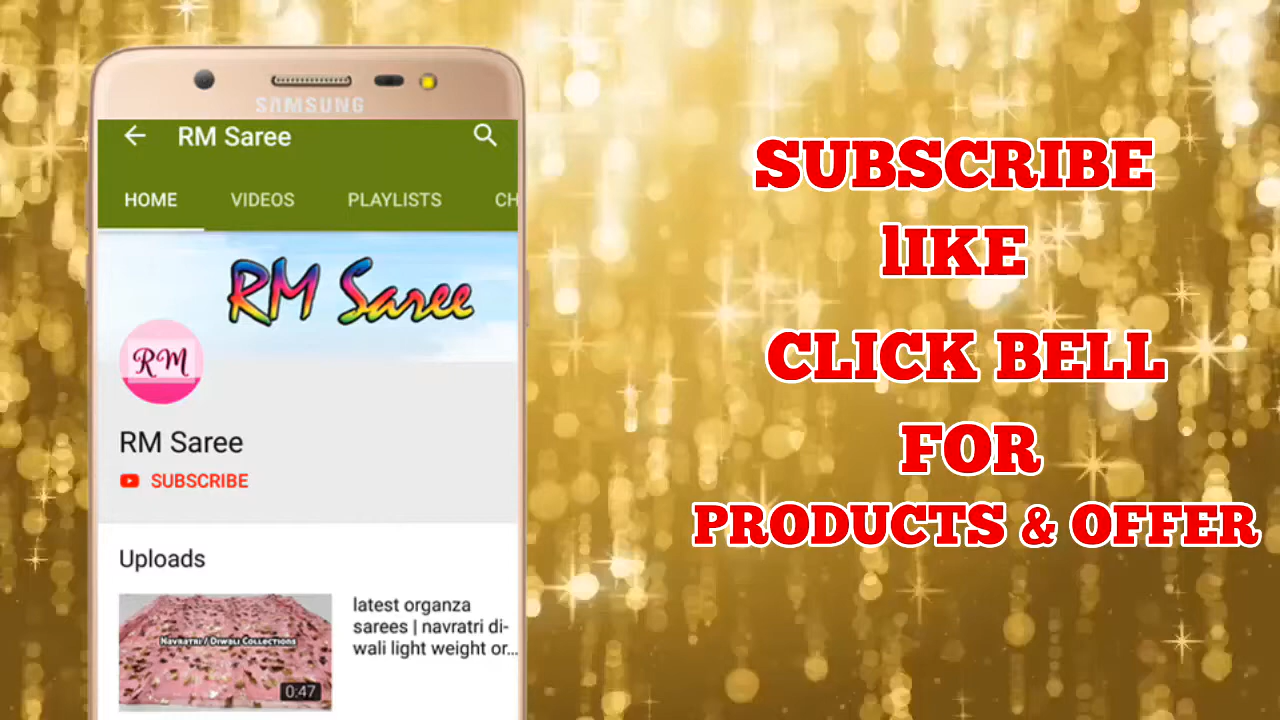 SAMSUNG
RM Saree
HOME VIDEOS PLAYLISTS CH
RM Saree
RM
RM Saree
SUBSCRIBE
Uploads
Navratri / Diwali Collections
0:47
latest organza
sarees | navratri di-
wali light weight or...
SUBSCRIBE
lIKE
CLICK BELL
FOR
PRODUCTS & OFFER